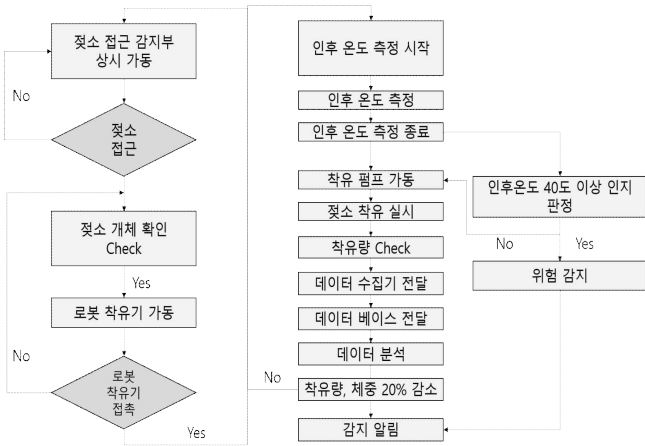 젖소 접근 감지부
상시 가동
No
젖소
접근
젖소 개체 확인
Check
Yes
로봇 착유기 가동
No
로봇
착유기
접촉
Yes
인후 온도 측정 시작
인후 온도 측정
인후 온도 측정 종료
착유 펌프 가동
인후온도 40도 이상 인지
판정
No
Yes
위험 감지
젖소 착유 실시
착유량 Check
데이터 수집기 전달
데이터 베이스 전달
데이터 분석
No
착유량, 체중 20% 감소
감지 알림